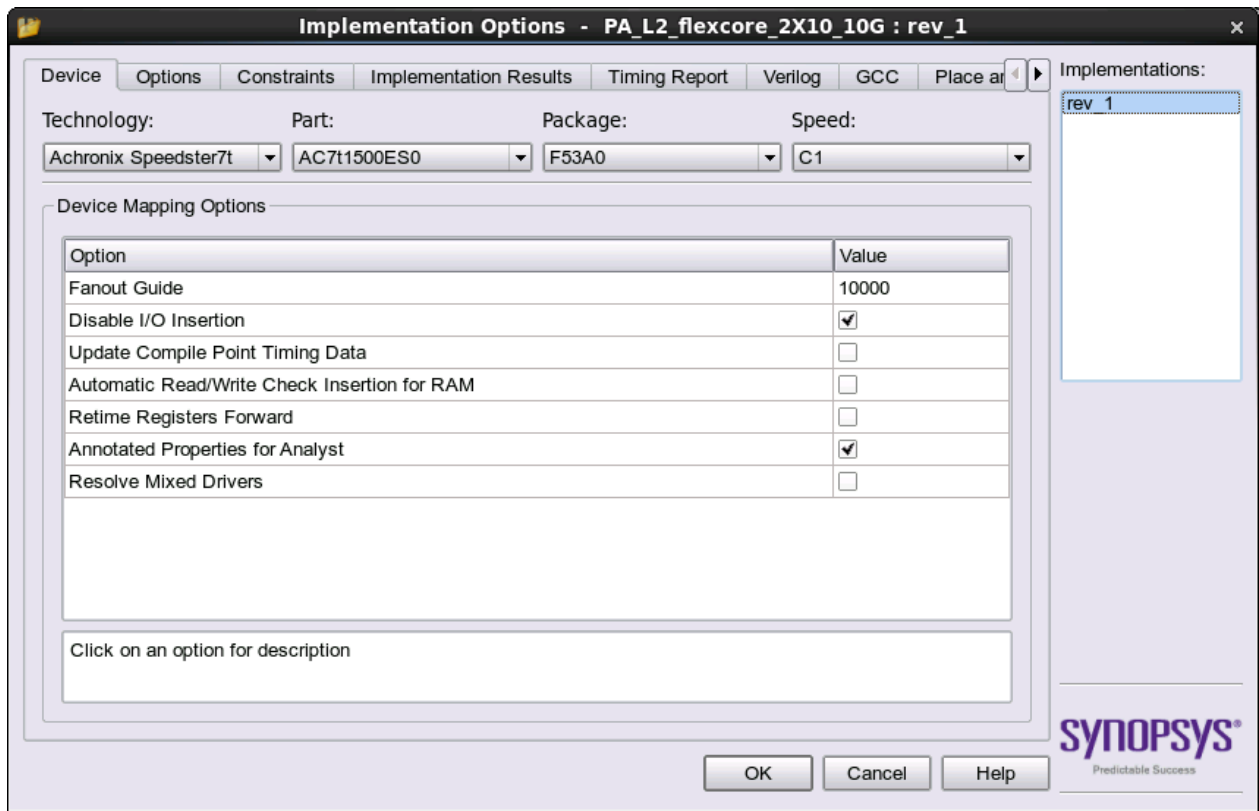 Implementation Options - PA_L2_flexcore_2X10_10G : rev_1
Device Options Constraints Implementation Results Timing Report Verilog GCC Place ar
Implementations:
rev_1
Technology: Part: Package: Speed:
Achronix Speedster7t AC7t1500ES0 F53A0 C1
Device Mapping Options
Option Value
Fanout Guide 10000
Disable I/O Insertion
Update Compile Point Timing Data
Automatic Read/Write Check Insertion for RAM
Retime Registers Forward
Annotated Properties for Analyst
Resolve Mixed Drivers
Click on an option for description
SYNOPSYS®
Predictable Success
OK Cancel Help